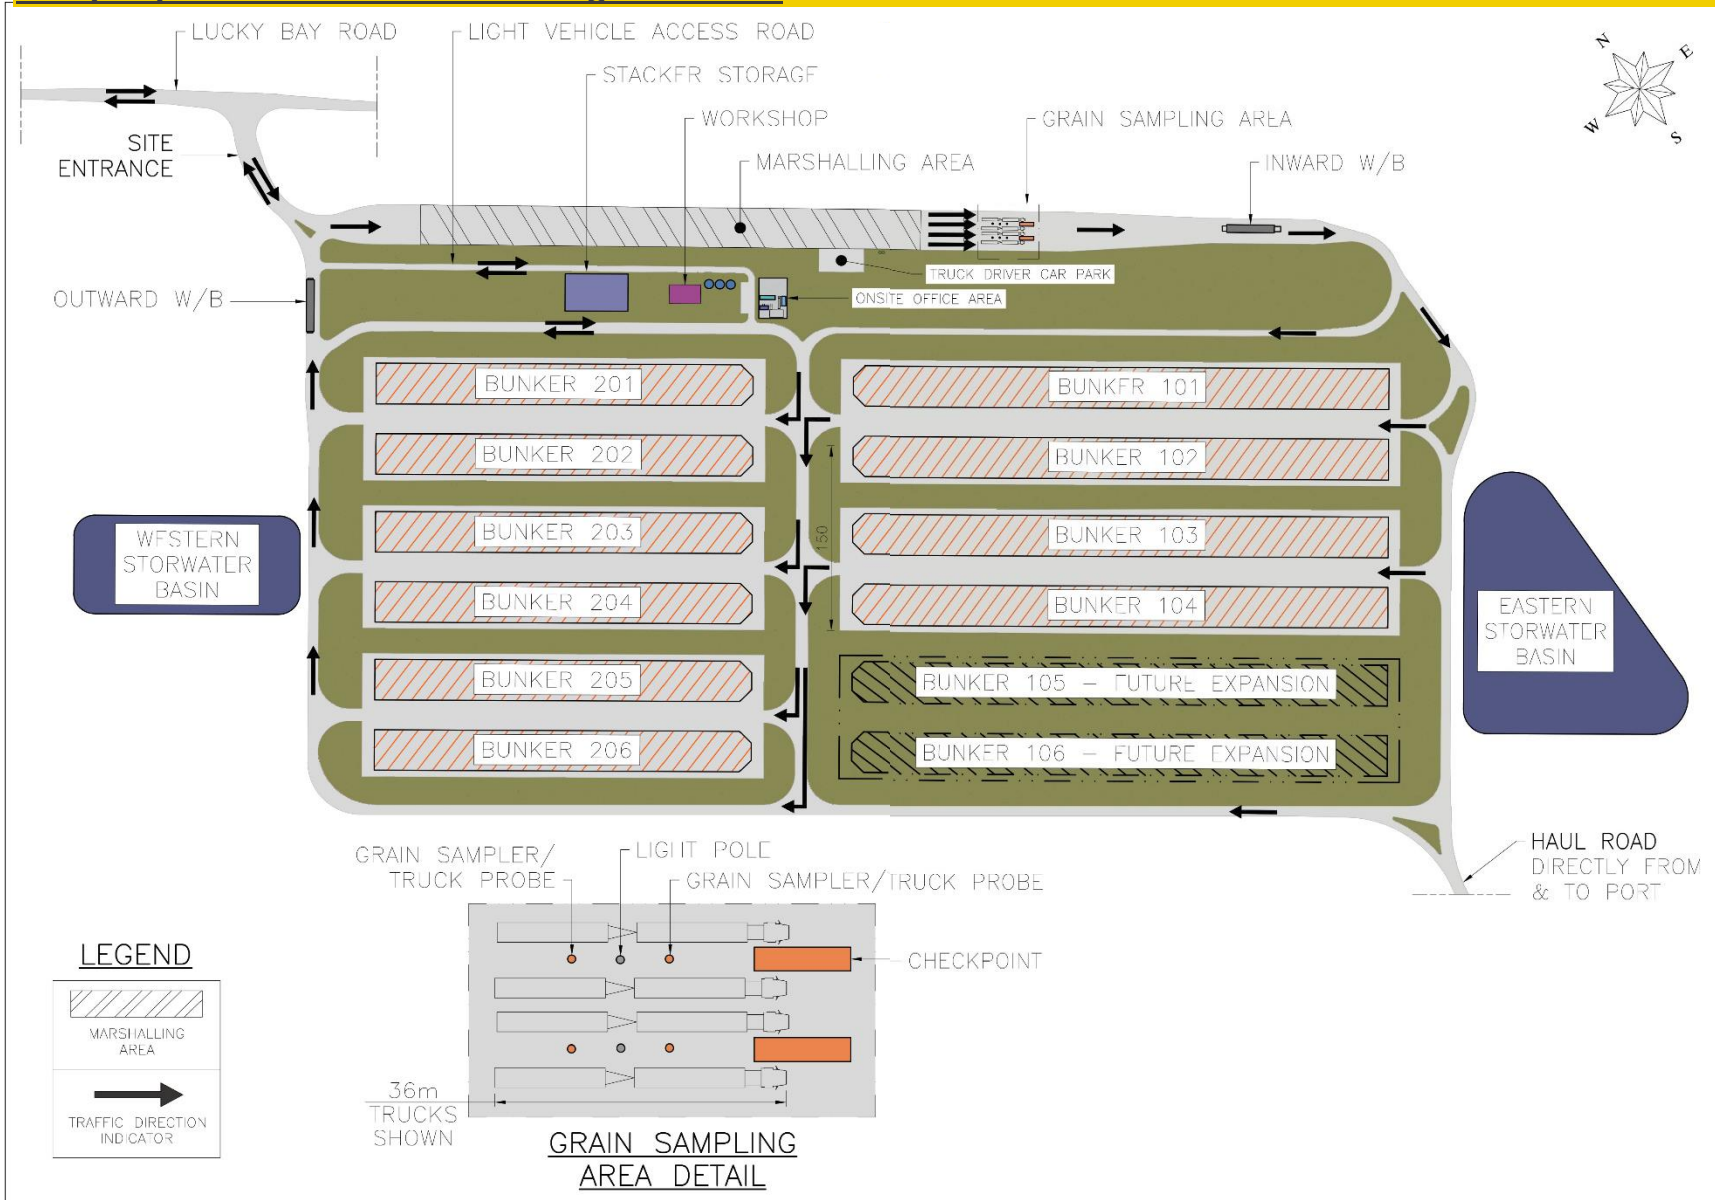 LUCKY BAY ROAD
LIGHT VEHICLE ACCESS ROAD
STACKER STORAGE
WORKSHOP
GRAIN SAMPLING AREA
MARSHALLING AREA
INWARD W/B
N
E
W
S
SITE
ENTRANCE
TRUCK DRIVER CAR PARK
ONSITE OFFICE AREA
OUTWARD W/B
BUNKER 201
BUNKER 101
BUNKER 202
BUNKER 102
BUNKER 203
BUNKER 103
150
BUNKER 204
BUNKER 104
WESTERN
STORWATER
BASIN
EASTERN
STORWATER
BASIN
BUNKER 205
BUNKER 105 – FUTURE EXPANSION
BUNKER 206
BUNKER 106 – FUTURE EXPANSION
HAUL ROAD
DIRECTLY FROM
& TO PORT
GRAIN SAMPLER/
TRUCK PROBE
LIGHT POLE
GRAIN SAMPLER/TRUCK PROBE
CHECKPOINT
36m
TRUCKS
SHOWN
GRAIN SAMPLING
AREA DETAIL
LEGEND
MARSHALLING
AREA
TRAFFIC DIRECTION
INDICATOR